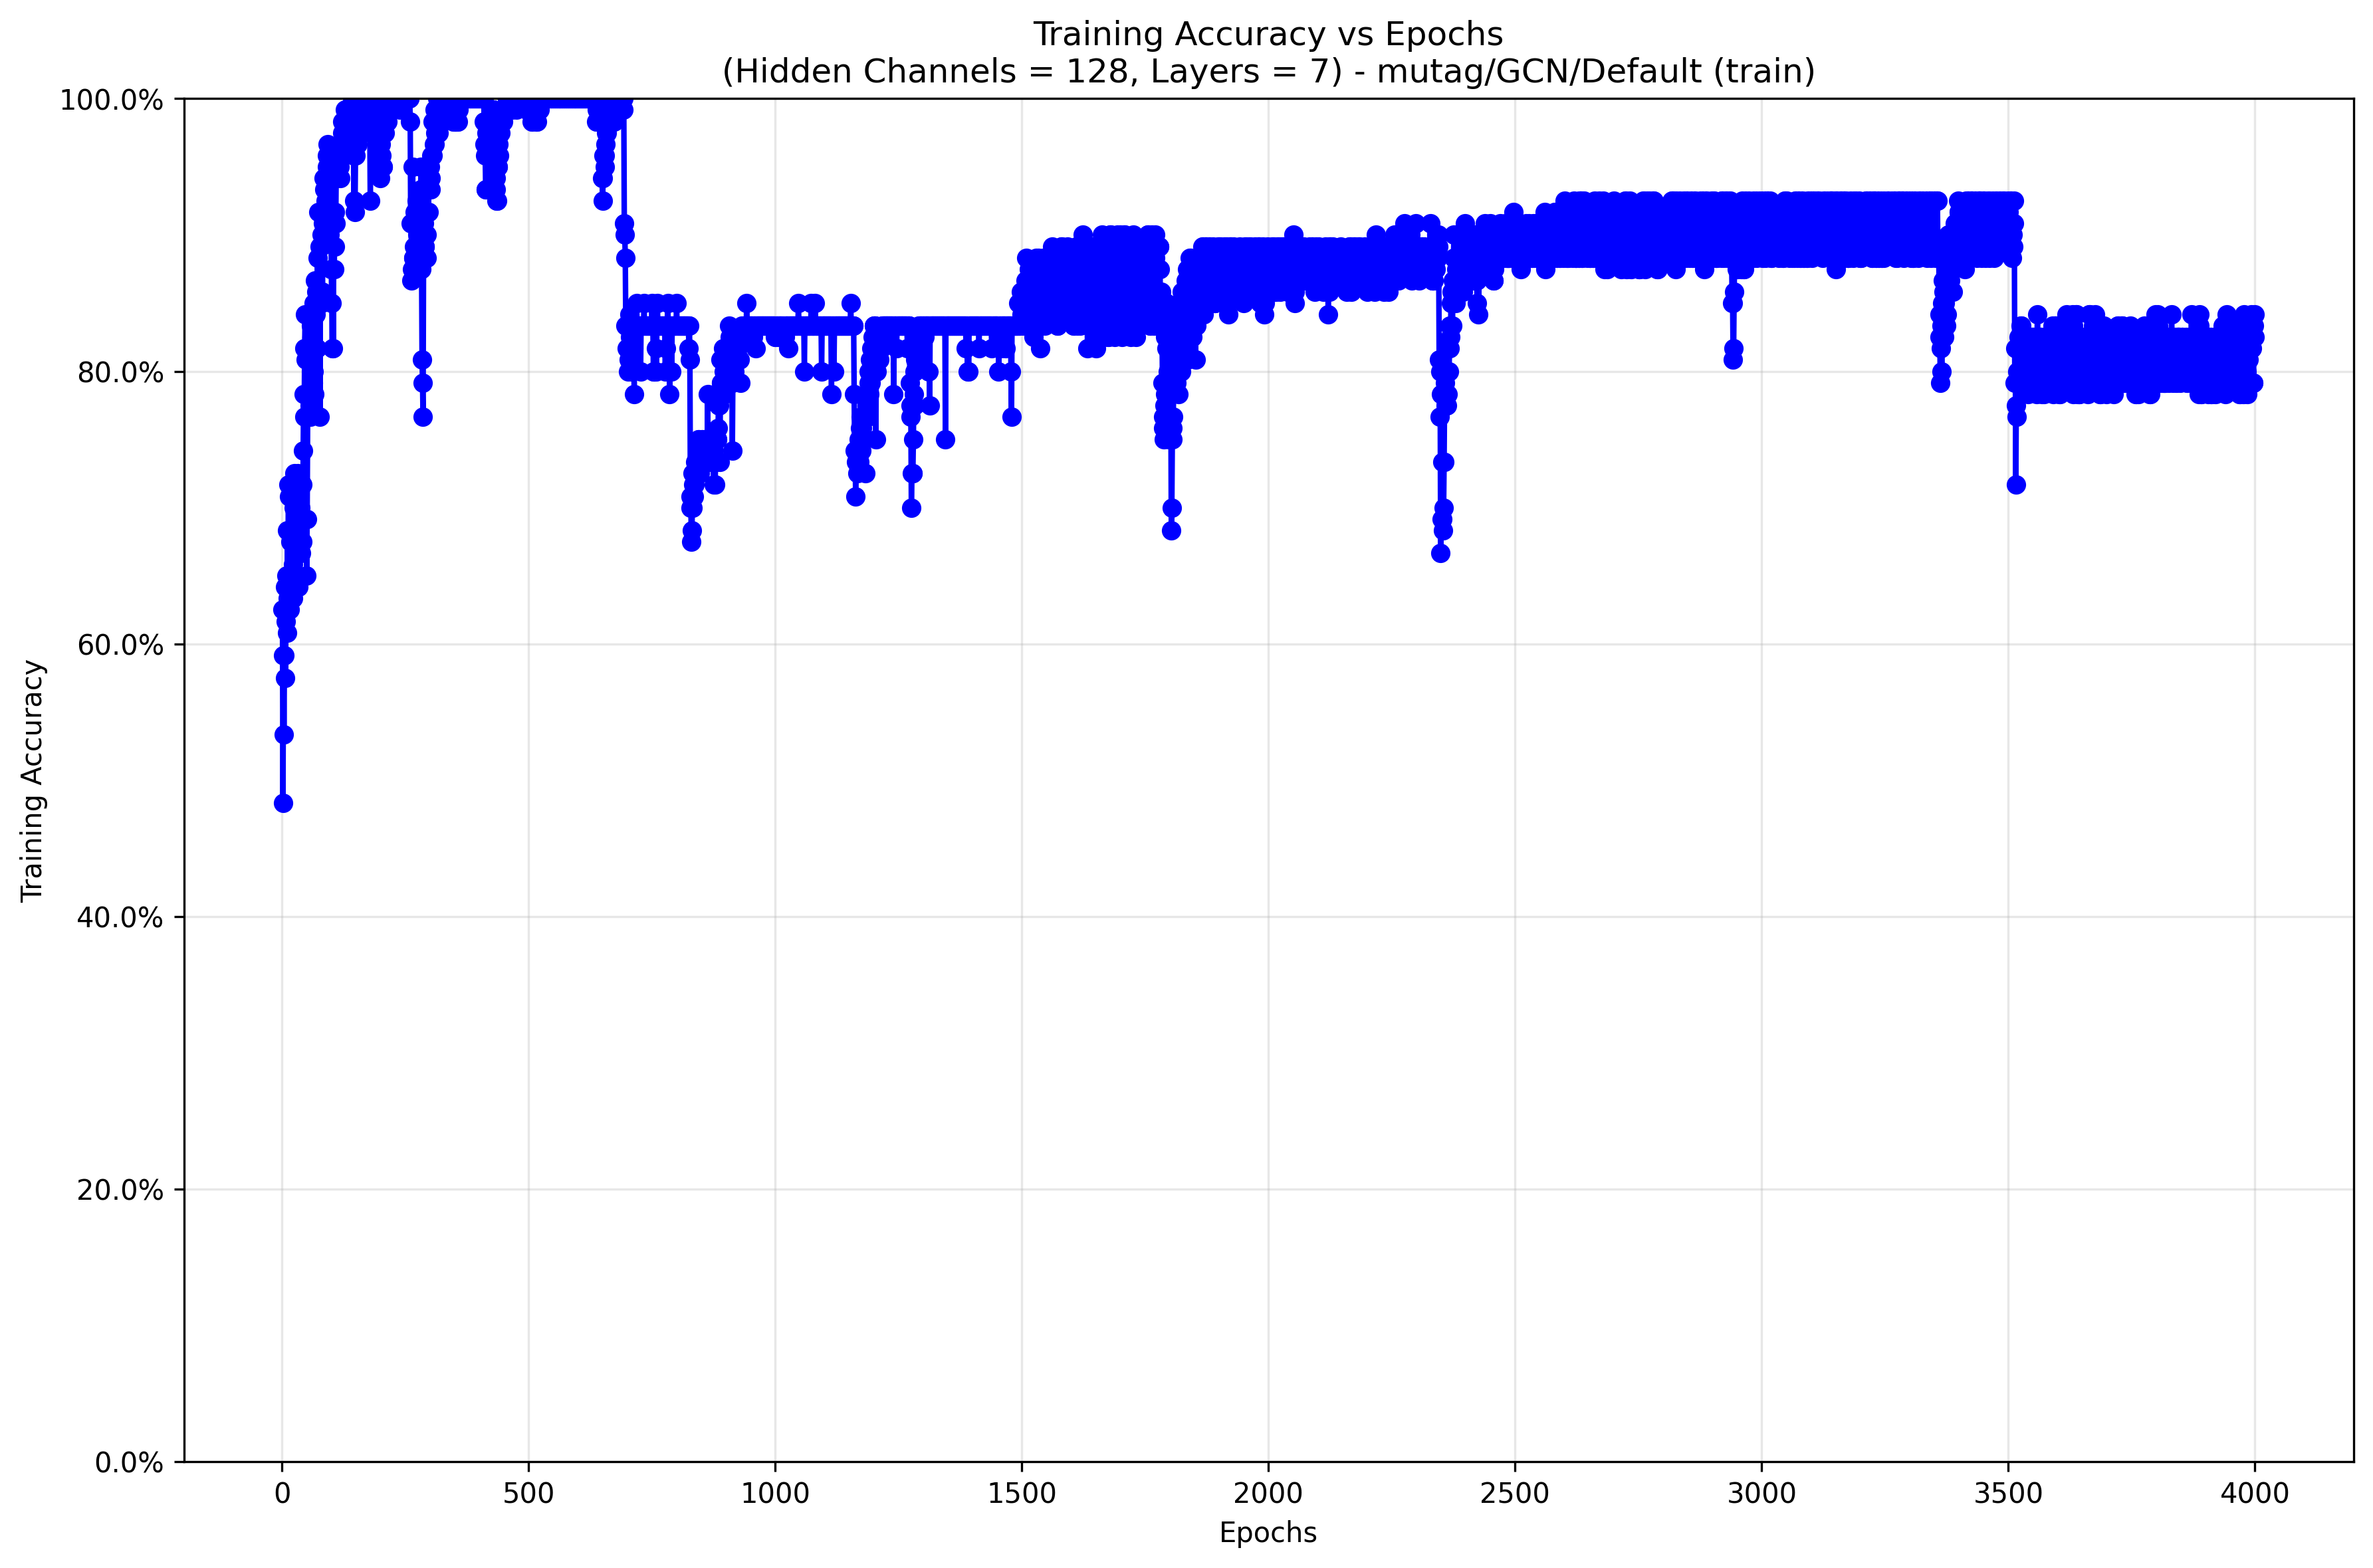 Training Accuracy vs Epochs
(Hidden Channels = 128, Layers = 7) - mutag/GCN/Default (train)
Training Accuracy
100.0%
80.0%
60.0%
40.0%
20.0%
0.0%
0 500 1000 1500 2000 2500 3000 3500 4000
Epochs